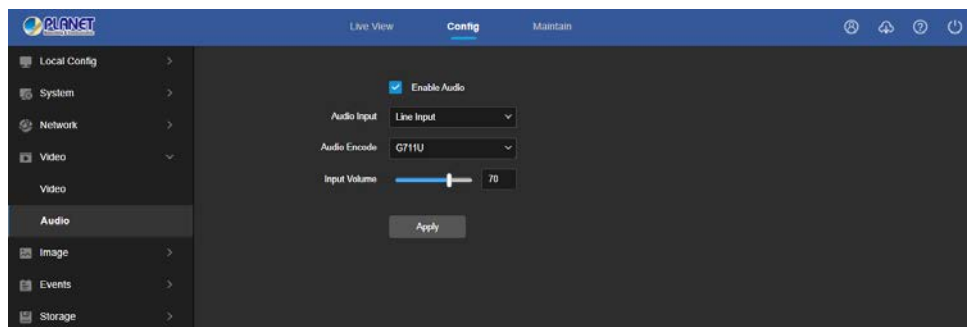 PLANET
Live View Config Maintain
Local Config
System
Network
Video
Video
Audio
Image
Events
Storage
Enable Audio
Audio Input Line Input
Audio Encode G711U
Input Volume 70
Apply